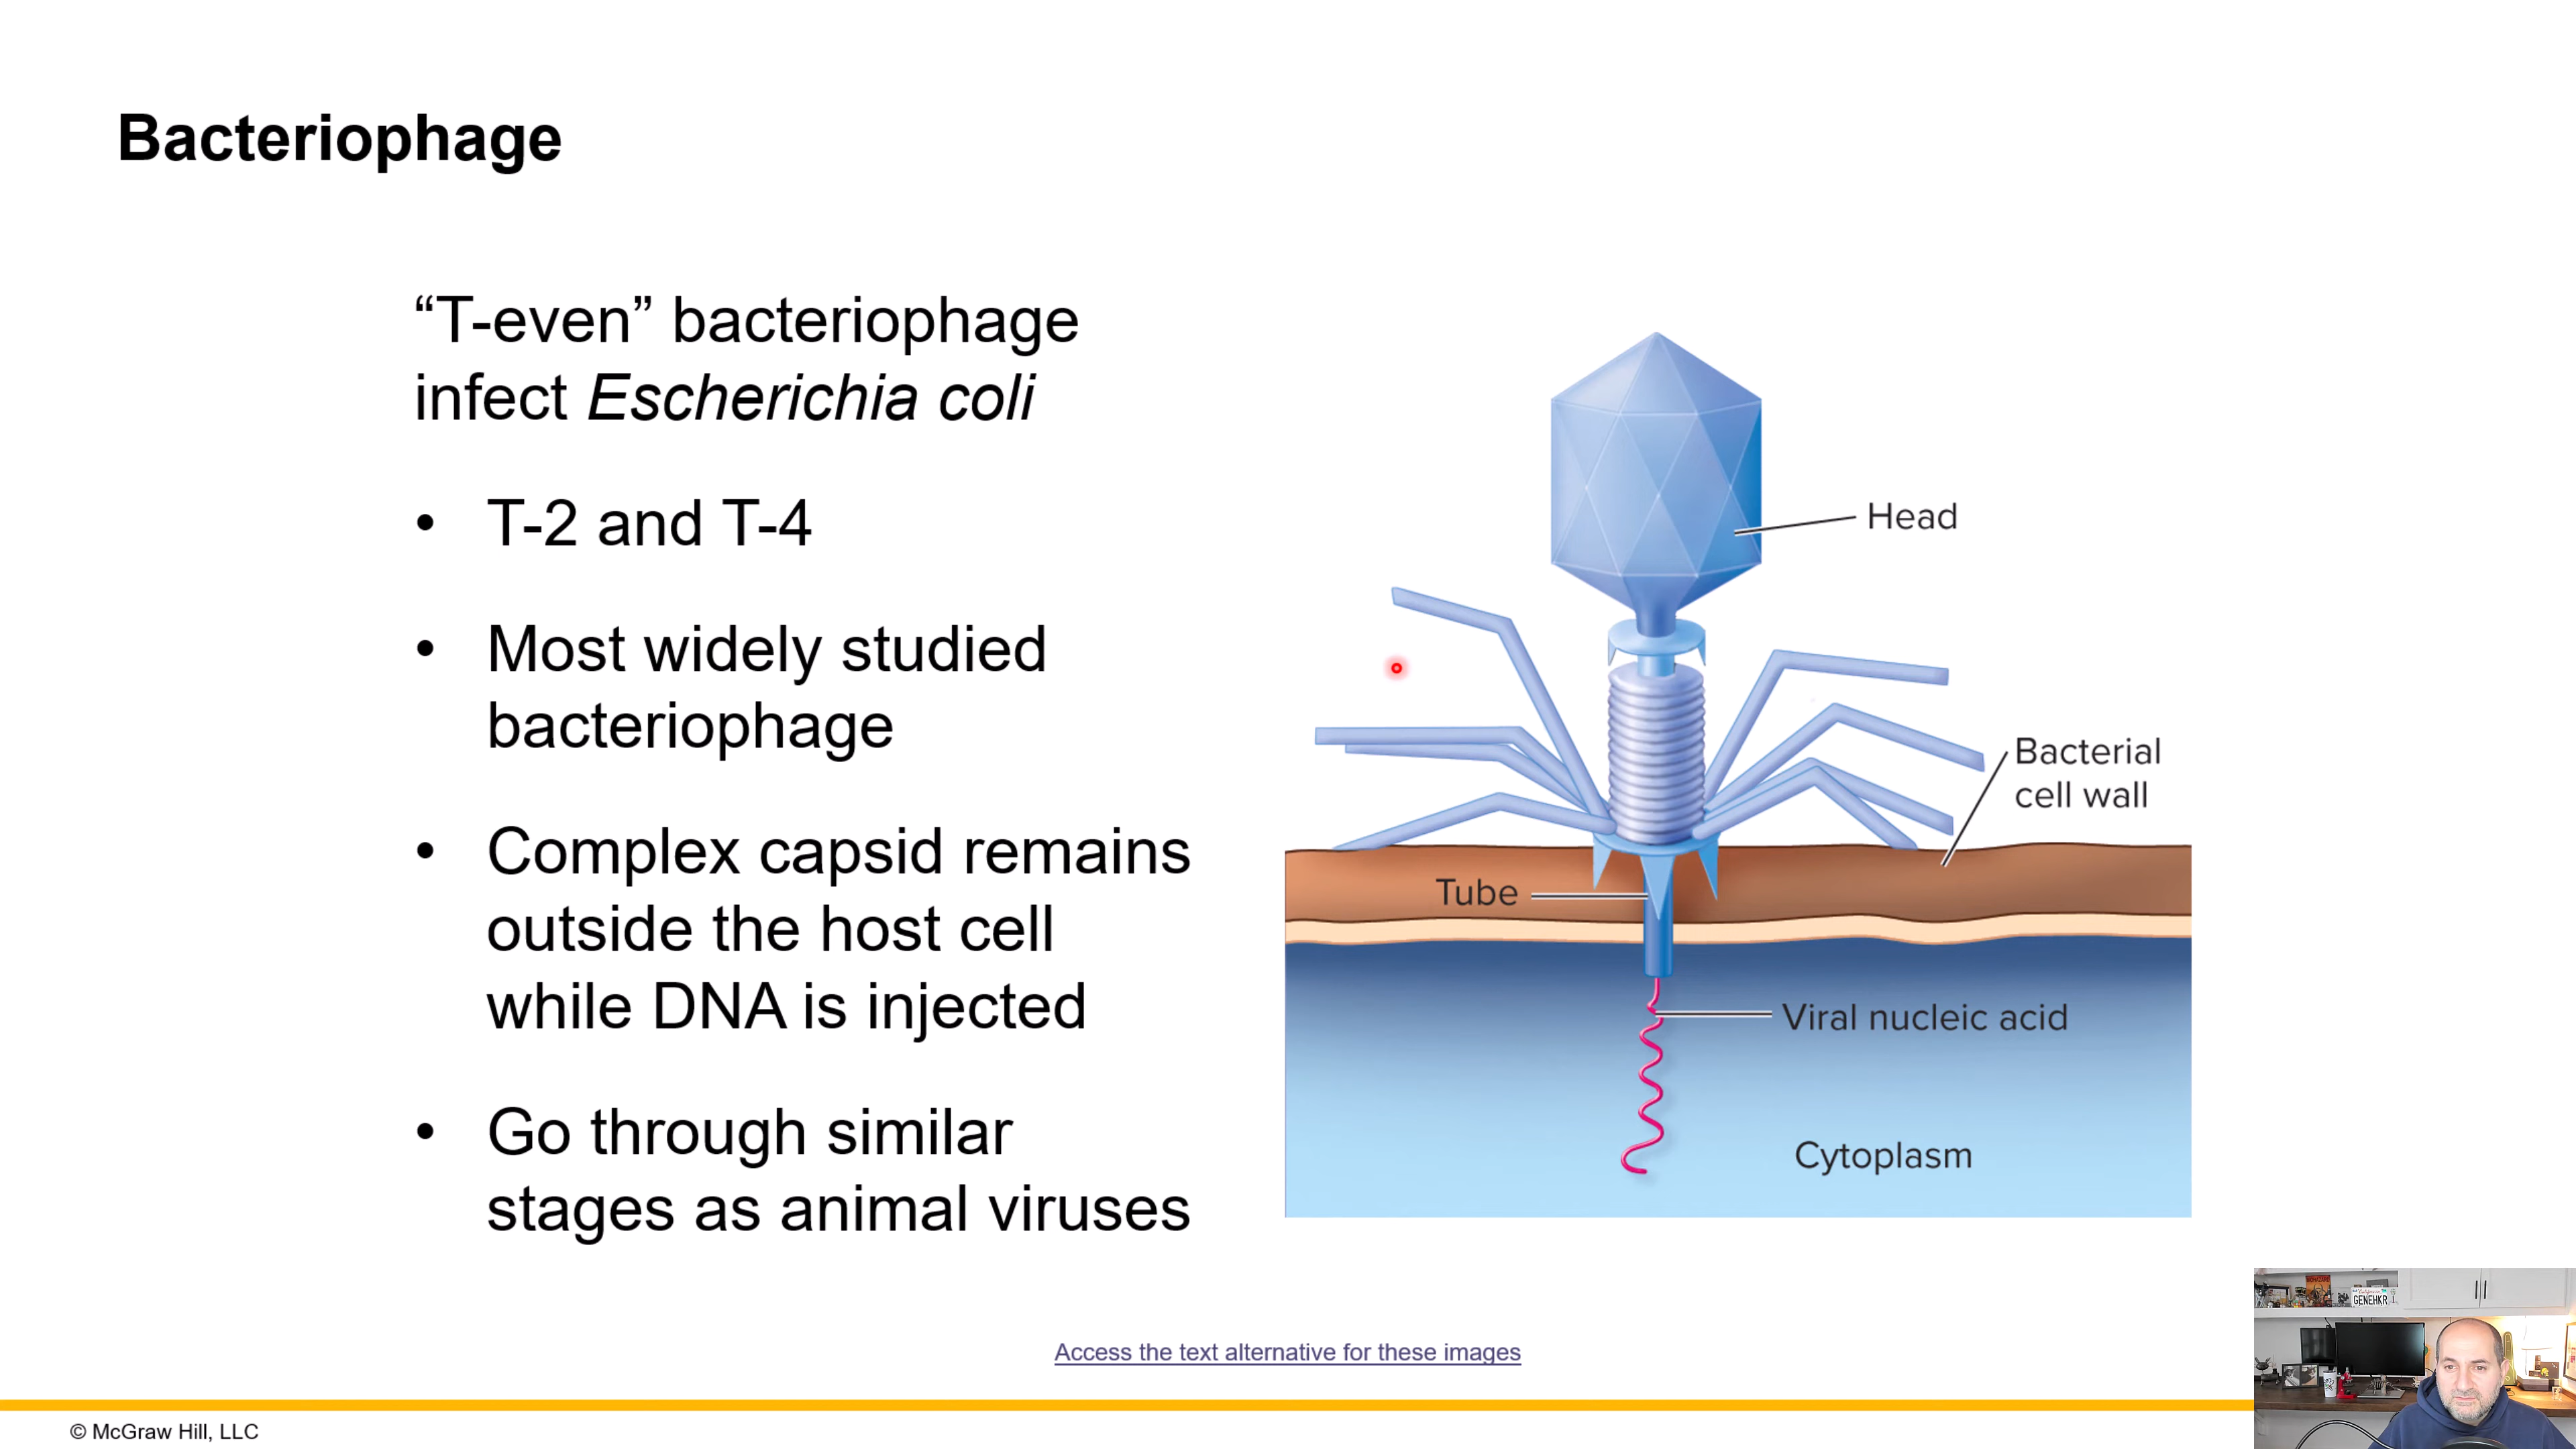 Bacteriophage
“T-even” bacteriophage
infect Escherichia coli
• T-2 and T-4
• Most widely studied
bacteriophage
• Complex capsid remains
outside the host cell
while DNA is injected
• Go through similar
stages as animal viruses
Head
Bacterial
cell wall
Tube
Viral nucleic acid
Cytoplasm
Access the text alternative for these images
© McGraw Hill, LLC
GENEHKR